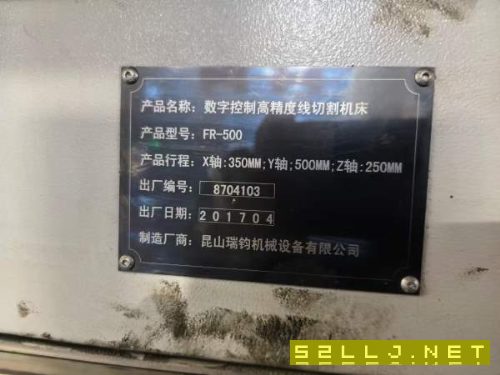 产品名称：数字控制高精度线切割机床
产品型号：FR-500
产品行程：X轴:350MM;Y轴;500MM;Z轴:250MM
出厂编号：8704103
出厂日期：201704
制造厂商：昆山瑞钧机械设备有限公司
52LLJ.NET